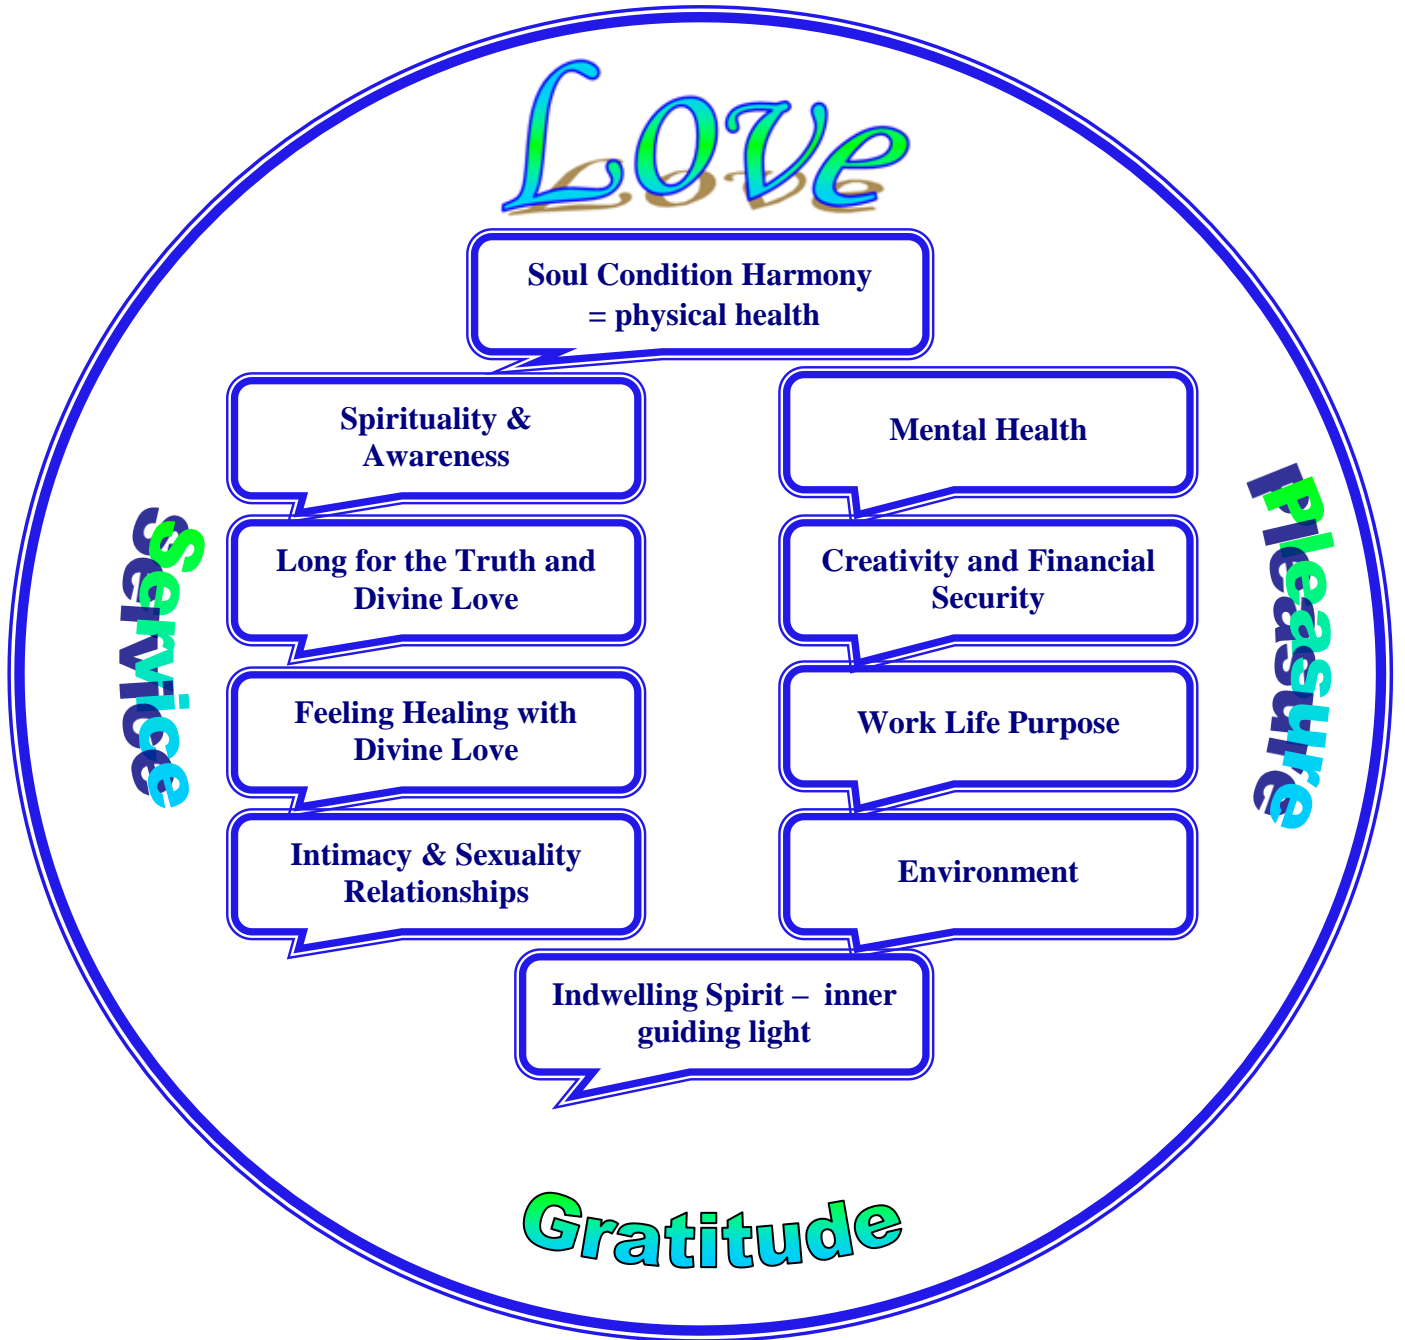 Love
Soul Condition Harmony
= physical health
Spirituality &
Awareness
Mental Health
Service
Long for the Truth and
Divine Love
Creativity and Financial
Security
Pleasure
Feeling Healing with
Divine Love
Work Life Purpose
Intimacy & Sexuality
Relationships
Environment
Indwelling Spirit – inner
guiding light
Gratitude